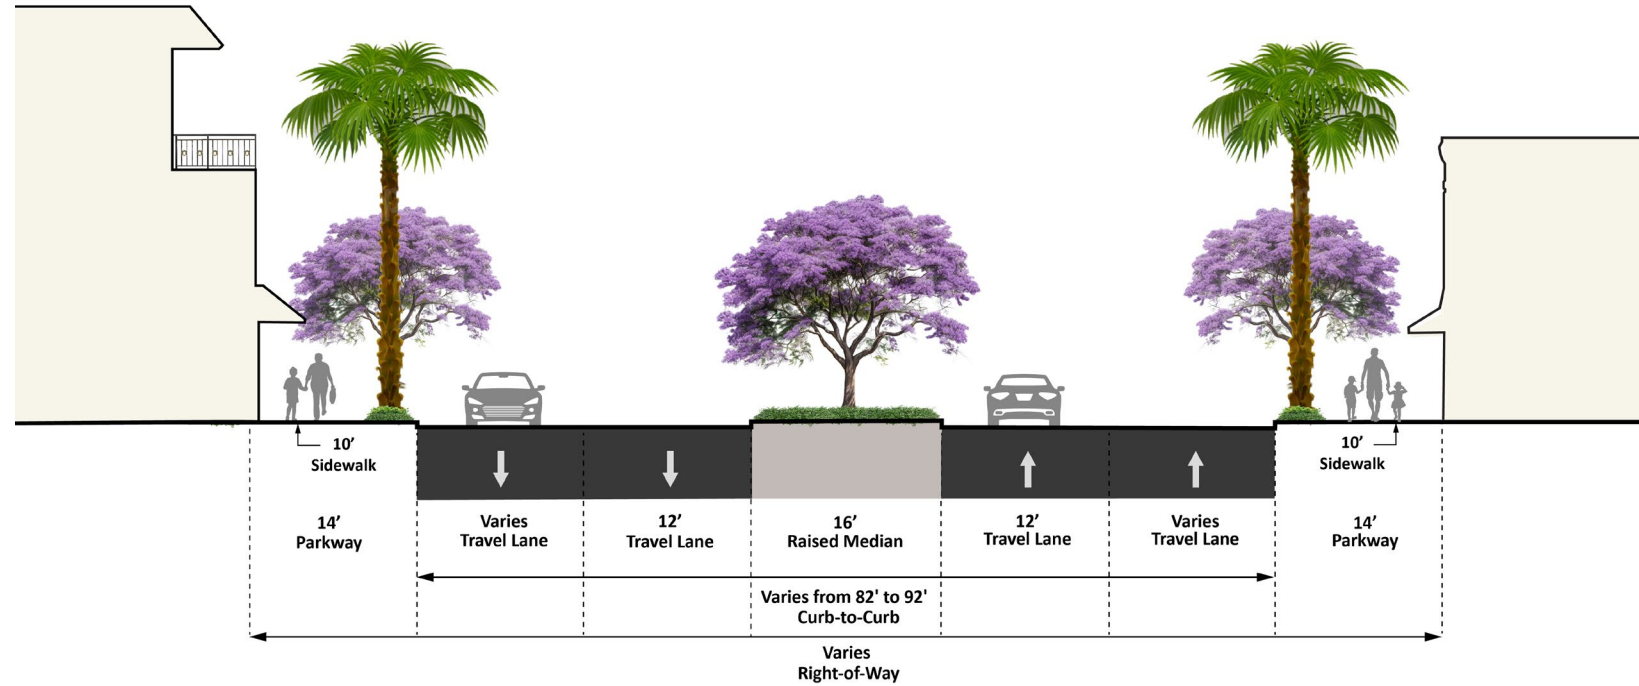 10’
Sidewalk
10’
Sidewalk
14’
Parkway
Varies
Travel Lane
12’
Travel Lane
16’
Raised Median
12’
Travel Lane
Varies
Travel Lane
14’
Parkway
Varies from 82' to 92'
Curb-to-Curb
Varies
Right-of-Way